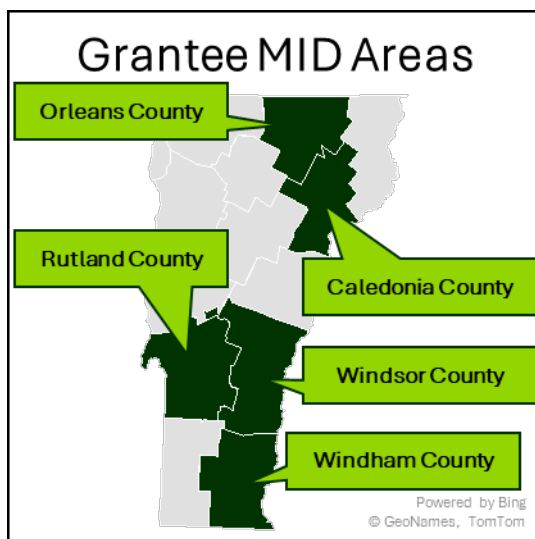 Grantee MID Areas
Orleans County
Rutland County
Caledonia County
Windsor County
Windham County
Powered by Bing
© GeoNames, TomTom